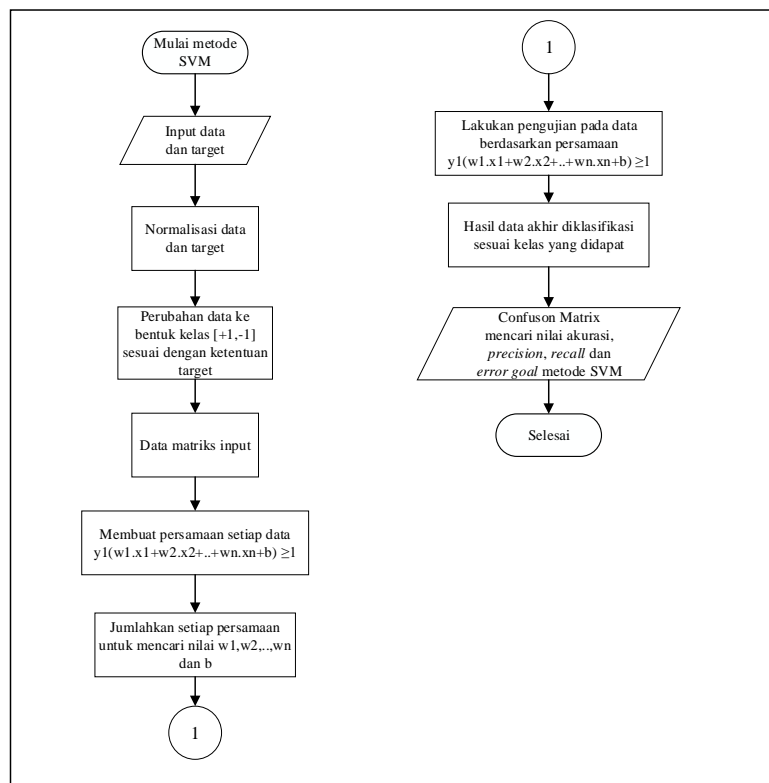 Mulai metode
SVM
Input data
dan target
Normalisasi data
dan target
Perubahan data ke
bentuk kelas [+1,-1]
sesuai dengan ketentuan
target
Data matriks input
Membuat persamaan setiap data
y1(w1.x1+w2.x2+..+wn.xn+b) ≥1
Jumlahkan setiap persamaan
untuk mencari nilai w1,w2,..,wn
dan b
1
1
Lakukan pengujian pada data
berdasarkan persamaan
y1(w1.x1+w2.x2+..+wn.xn+b) ≥1
Hasil data akhir diklasifikasi
sesuai kelas yang didapat
Confuson Matrix
mencari nilai akurasi,
precision, recall dan
error goal metode SVM
Selesai